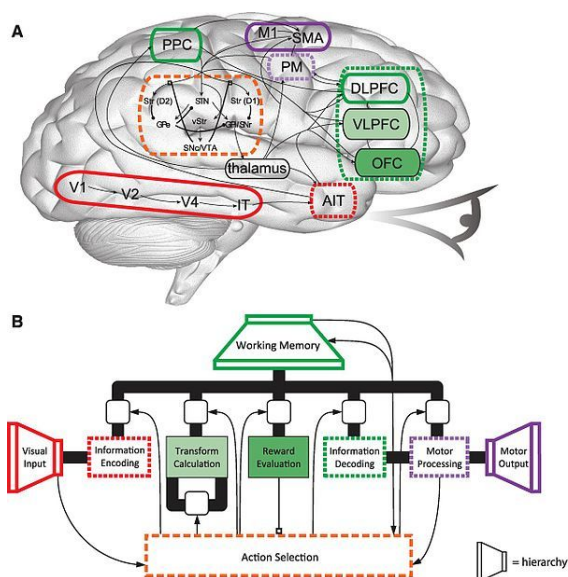 A
PPC
M1
SMA
PM
DLPFC
VLPFC
OFC
Str (D2)
STN
Str (D1)
GPe
vStr
GPi/SNr
SNc/VTA
thalamus
V1
V2
V4
IT
AIT
B
Working Memory
Visual
Input
Information
Encoding
Transform
Calculation
Reward
Evaluation
Information
Decoding
Motor
Processing
Motor
Output
Action Selection
= hierarchy